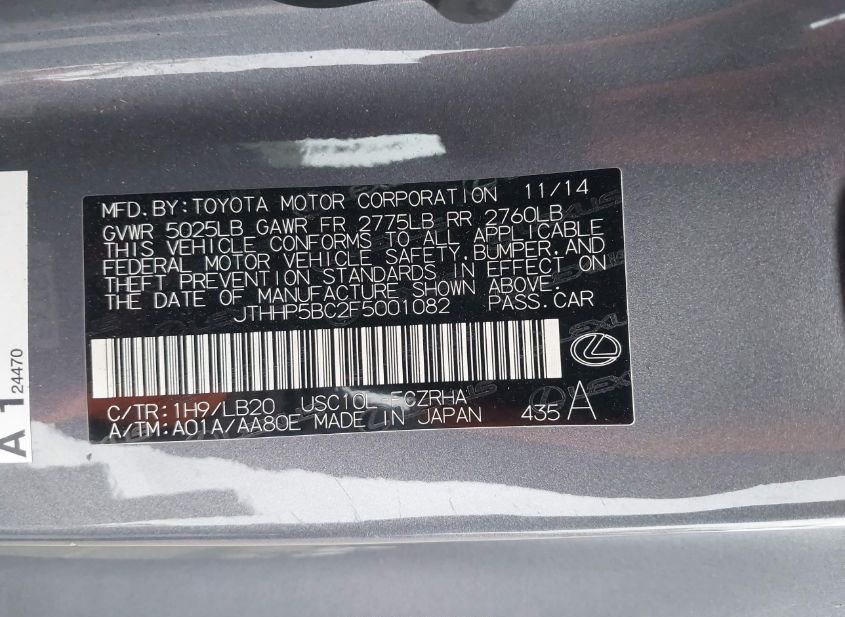 MFD.BY:TOYOTA MOTOR CORPORATION 11/14
GVWR 5025LB GAWR FR 2775LB RR 2760LB
THIS VEHICLE CONFORMS TO ALL APPLICABLE
FEDERAL MOTOR VEHICLE SAFETY,BUMPER,AND
THEFT PREVENTION STANDARDS IN EFFECT ON
THE DATE OF MANUFACTURE SHOWN ABOVE.
JTHHP5BC2F5001082 PASS.CAR
C/TR:1H9/LB20 USC10L-FCZRHA
A/TM:A01A/AA80E MADE IN JAPAN 435 A
A 1 24470